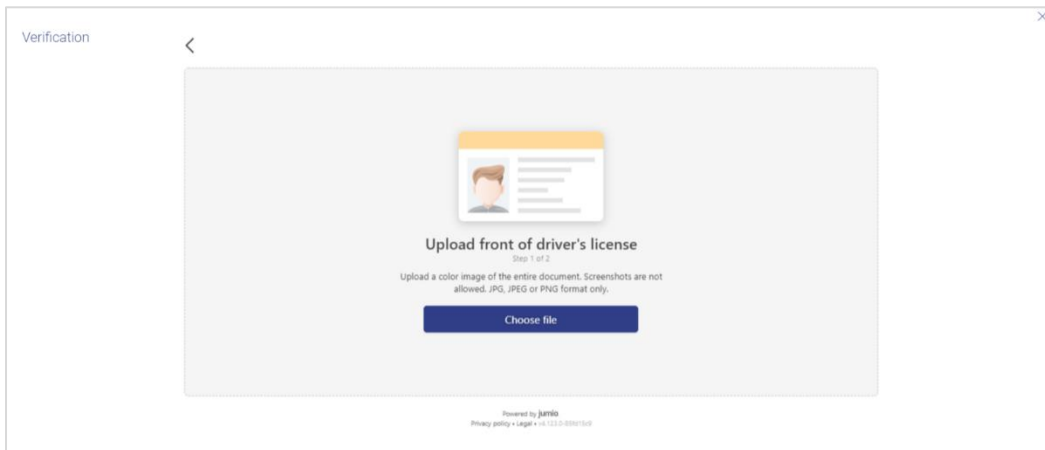 Verification
Upload front of driver's license
Step 1 of 2
Upload a color image of the entire document. Screenshots are not
allowed. JPG, JPEG or PNG format only.
Choose file
Powered by jumio
Privacy policy • Legal •